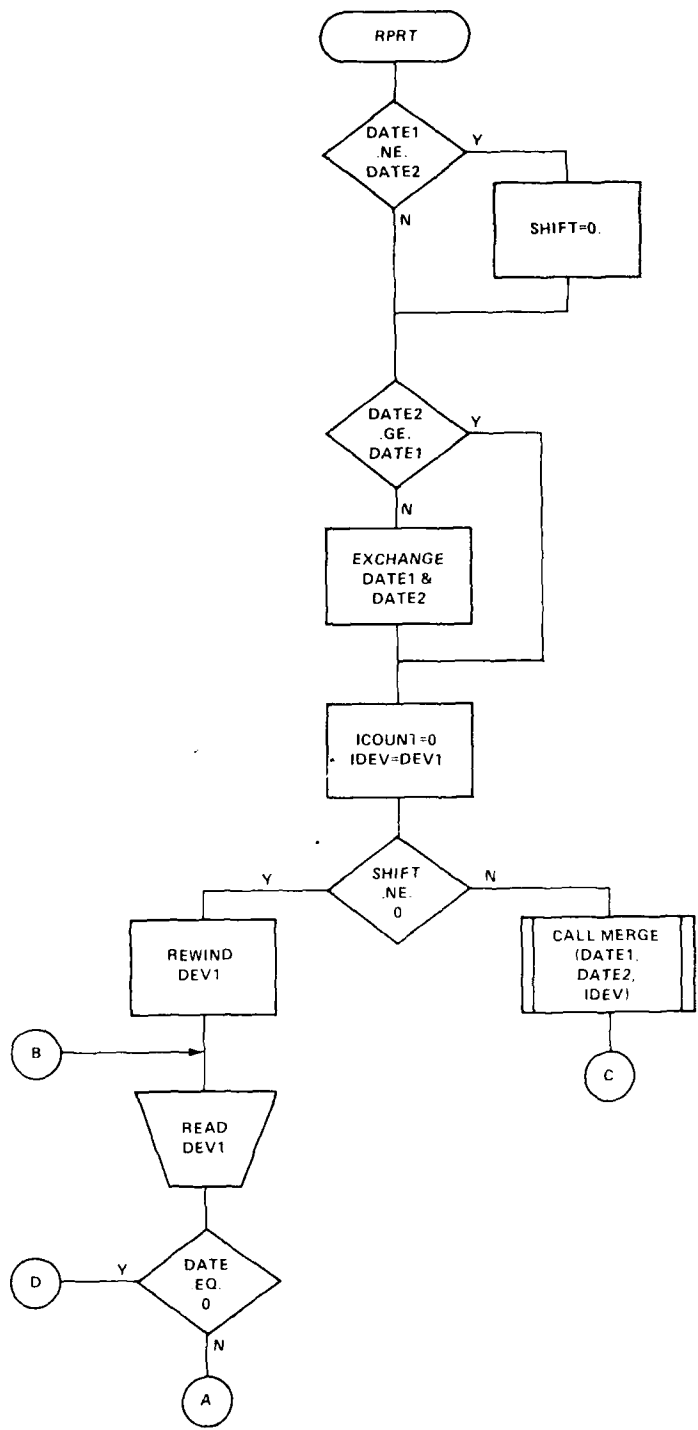 RPRT
DATE1
.NE.
DATE2
Y
N
SHIFT=0.
DATE2
.GE.
DATE1
Y
N
EXCHANGE
DATE1 &
DATE2
ICOUNT=0
IDEV=DEV1
SHIFT
.NE.
0
Y
N
REWIND
DEV1
CALL MERGE
(DATE1,
DATE2,
IDEV)
B
C
READ
DEV1
DATE
.EQ.
0
Y
D
N
A